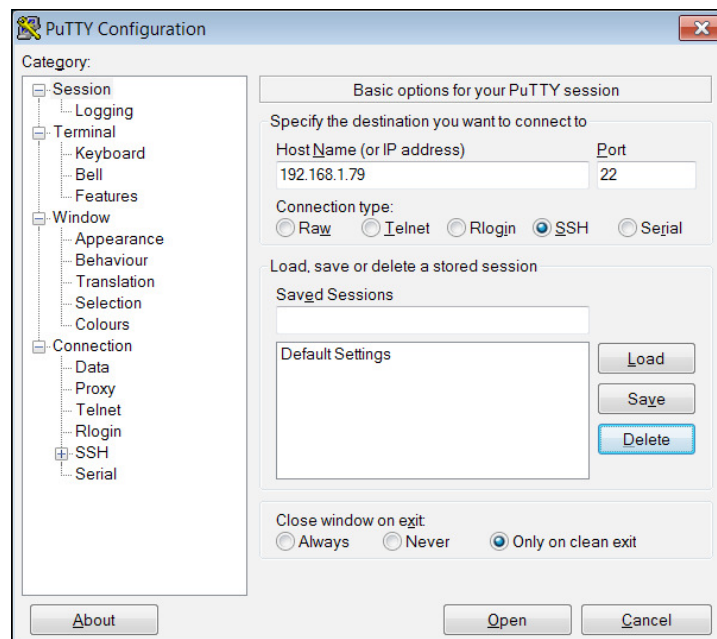 PuTTY Configuration
Category:
Session
Logging
Terminal
Keyboard
Bell
Features
Window
Appearance
Behaviour
Translation
Selection
Colours
Connection
Data
Proxy
Telnet
Rlogin
SSH
Serial
Basic options for your PuTTY session
Specify the destination you want to connect to
Host Name (or IP address) Port
192.168.1.79 22
Connection type:
Raw Telnet Rlogin SSH Serial
Load, save or delete a stored session
Saved Sessions
Default Settings
Load
Save
Delete
Close window on exit:
Always Never Only on clean exit
About Open Cancel